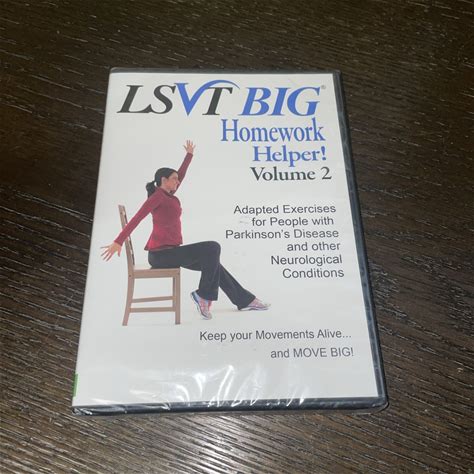 LSVT BIG®
Homework
Helper!
Volume 2
Adapted Exercises
for People with
Parkinson's Disease
and other
Neurological
Conditions
Keep your Movements Alive...
and MOVE BIG!